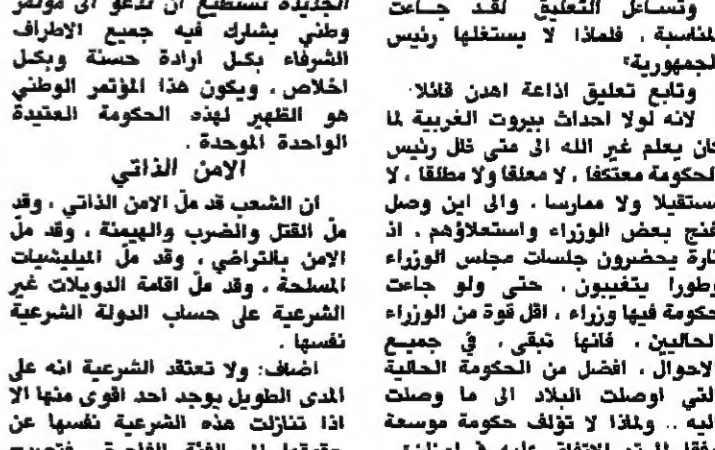 وتساءل التعليق لقد جاءت
المناسبة، فلماذا لا يستغلها رئيس
الجمهورية؟
وتابع تعليق اذاعة اهدن قائلا:
لانه لولا احداث بيروت الغربية لما
كان يعلم غير الله الى متى ظل رئيس
الحكومة معتكفا، لا معلقا ولا مطلقا، لا
مستقيلا ولا ممارسا. والى اين وصل
غنج بعض الوزراء واستعلاؤهم. اذ
تارة يحضرون جلسات مجلس الوزراء
وطورا يتغيبون. حتى ولو جاءت
حكومة فيها وزراء، اقل قوة من الوزراء
الحاليين، فانها تبقى، في جميع
الاحوال، افضل من الحكومة الحالية
التي اوصلت البلاد الى ما وصلت
اليه .. ولماذا لا تؤلف حكومة موسعة
الاتفاق عليه في
الجديدة تستطيع ان تدعو الى مؤتمر
وطني يشارك فيه جميع الاطراف
الشرفاء بكل ارادة حسنة وبكل
اخلاص، ويكون هذا المؤتمر الوطني
هو الظهير لهذه الحكومة العتيدة
الواحدة الموحدة.
الامن الذاتي
ان الشعب قد ملّ الامن الذاتي، وقد
ملّ القتل والضرب والهيمنة، وقد ملّ
الامن بالتراضي، وقد ملّ الميليشيات
المسلحة، وقد ملّ اقامة الدويلات غير
الشرعية على حساب الدولة الشرعية
نفسها.
اضاف: ولا تعتقد الشرعية انه على
المدى الطويل يوجد احد اقوى منها الا
اذا تنازلت هذه الشرعية نفسها عن